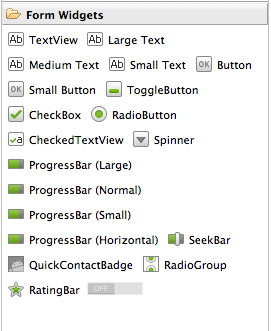 Form Widgets
Ab TextView Ab Large Text
Ab Medium Text Ab Small Text OK Button
OK Small Button ToggleButton
CheckBox RadioButton
a CheckedTextView Spinner
ProgressBar (Large)
ProgressBar (Normal)
ProgressBar (Small)
ProgressBar (Horizontal) SeekBar
QuickContactBadge RadioGroup
RatingBar OFF